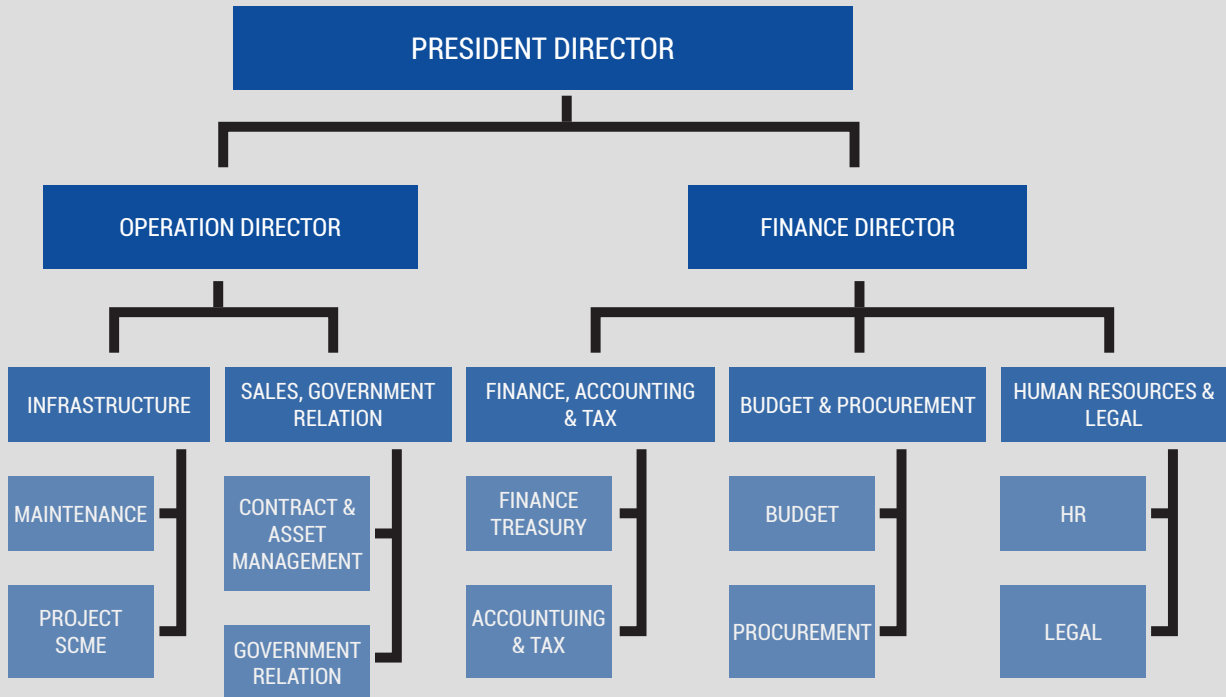 PRESIDENT DIRECTOR
OPERATION DIRECTOR
FINANCE DIRECTOR
INFRASTRUCTURE
SALES, GOVERNMENT
RELATION
FINANCE, ACCOUNTING
& TAX
BUDGET & PROCUREMENT
HUMAN RESOURCES &
LEGAL
MAINTENANCE
CONTRACT &
ASSET
MANAGEMENT
FINANCE
TREASURY
BUDGET
HR
PROJECT
SCME
GOVERNMENT
RELATION
ACCOUNTUING
& TAX
PROCUREMENT
LEGAL